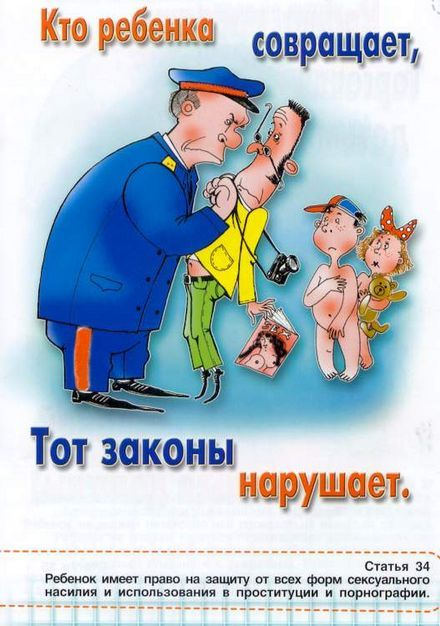 Кто ребенка совращает,
Тот законы нарушает.
Статья 34
Ребенок имеет право на защиту от всех форм сексуального
насилия и использования в проституции и порнографии.